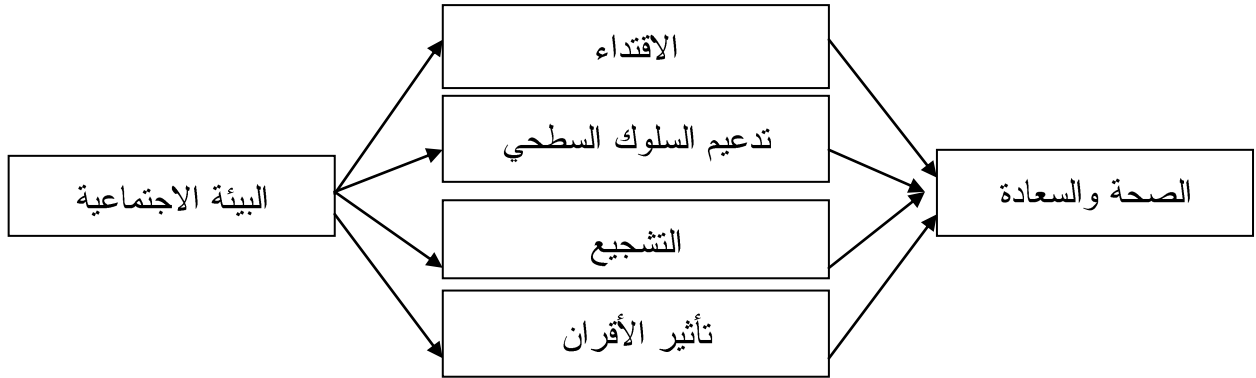 الاقتداء
تدعيم السلوك السطحي
البيئة الاجتماعية
الصحة والسعادة
التشجيع
تأثير الأقران